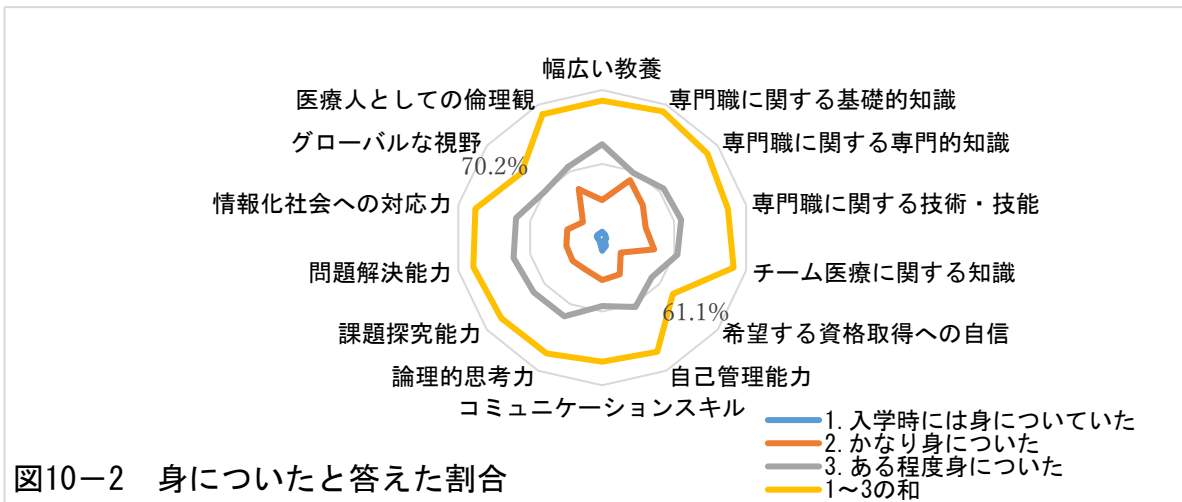 幅広い教養
医療人としての倫理観
専門職に関する基礎的知識
グローバルな視野
専門職に関する専門的知識
70.2%
情報化社会への対応力
専門職に関する技術・技能
問題解決能力
チーム医療に関する知識
61.1%
課題探究能力
希望する資格取得への自信
論理的思考力
自己管理能力
コミュニケーションスキル
1. 入学時には身についていた
2. かなり身についた
3. ある程度身についた
1～3の和
図10－2　身についたと答えた割合